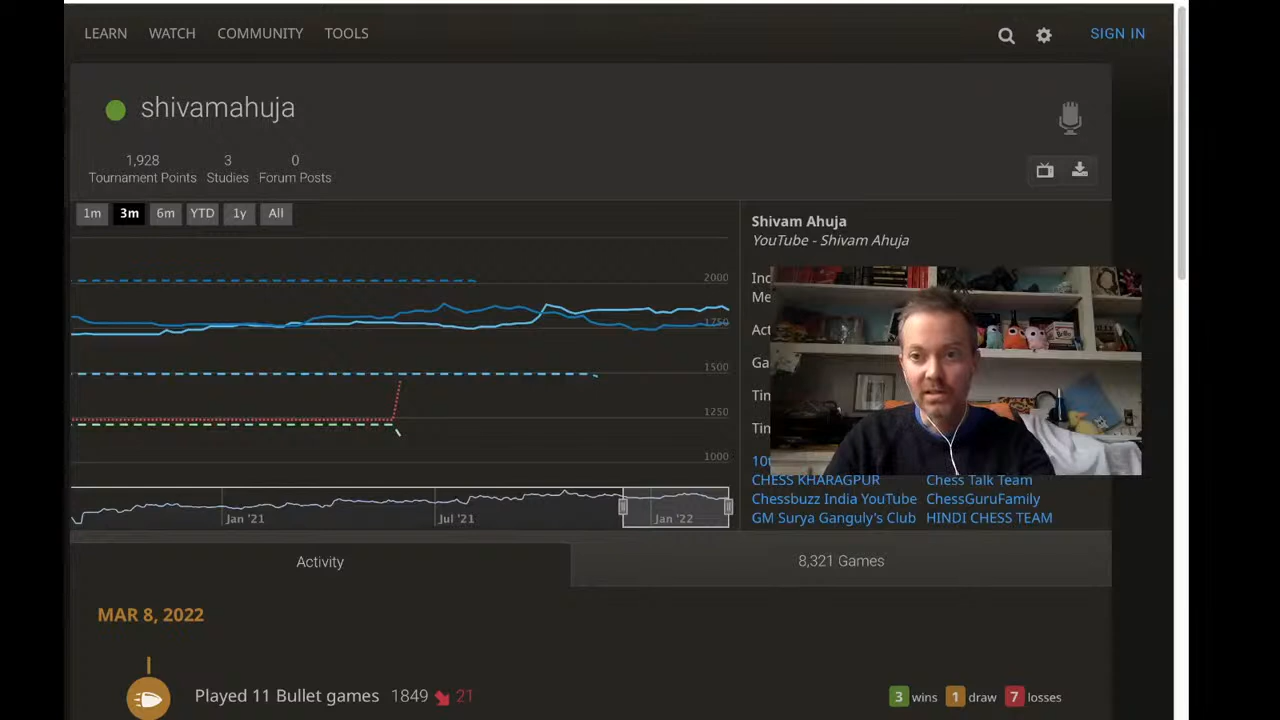 LEARN WATCH COMMUNITY TOOLS SIGN IN
shivamahuja
1,928 3 0
Tournament Points Studies Forum Posts
1m 3m 6m YTD 1y All
Shivam Ahuja
YouTube - Shivam Ahuja
2000
1750
1500
1250
1000
CHESS KHARAGPUR Chess Talk Team
Chessbuzz India YouTube ChessGuruFamily
GM Surya Ganguly's Club HINDI CHESS TEAM
Jan '21 Jul '21 Jan '22
Activity 8,321 Games
MAR 8, 2022
Played 11 Bullet games 1849 21 3 wins 1 draw 7 losses